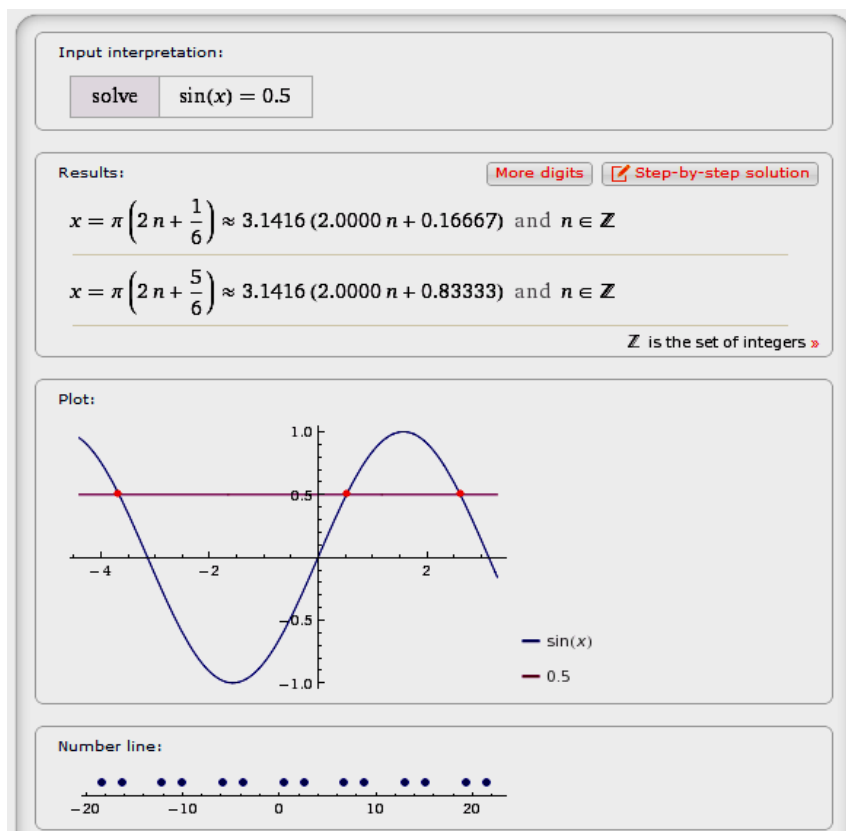 Input interpretation:
solve sin(x) = 0.5
Results:
More digits Step-by-step solution
x = π(2 n + 1/6) ≈ 3.1416 (2.0000 n + 0.16667) and n ∈ ℤ
x = π(2 n + 5/6) ≈ 3.1416 (2.0000 n + 0.83333) and n ∈ ℤ
ℤ is the set of integers »
Plot:
1.0
0.5
-4 -2 2
-0.5
sin(x)
-1.0
0.5
Number line:
-20 -10 0 10 20